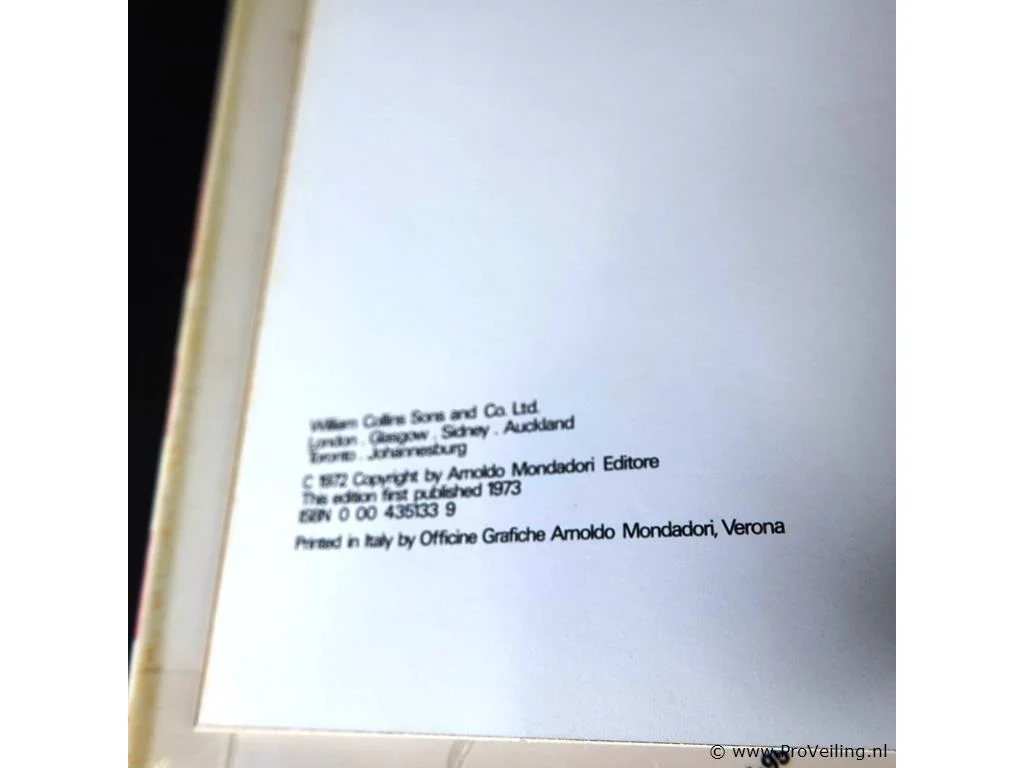 William Collins Sons and Co. Ltd.
London . Glasgow . Sidney . Auckland
Toronto . Johannesburg
C 1972 Copyright by Arnoldo Mondadori Editore
This edition first published 1973
ISBN 0 00 435133 9
Printed in Italy by Officine Grafiche Arnoldo Mondadori, Verona
© www.ProVeiling.nl